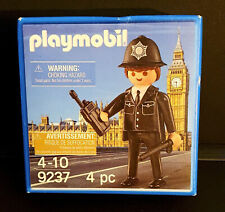 playmobil
WARNING:
CHOKING HAZARD
AVERTISSEMENT
RISQUE DE SUFFOCATION
4-10
9237 4 pc